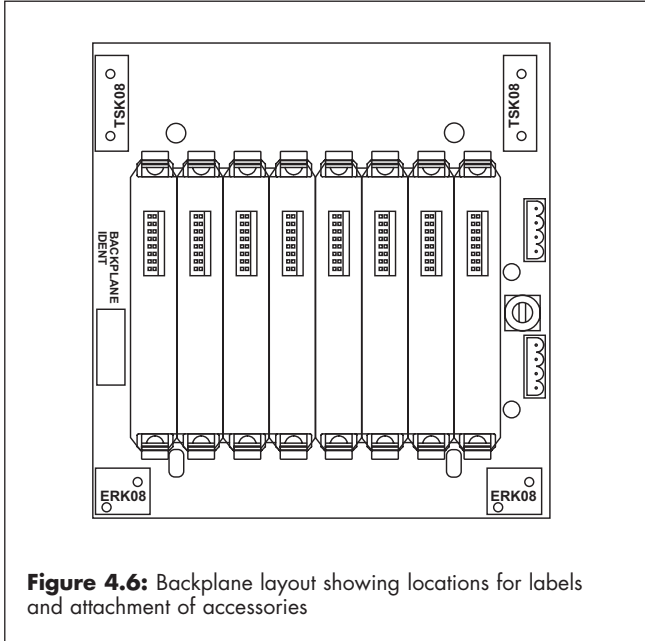 TSK08
TSK08
BACKPLANE
IDENT
ERK08
ERK08
Figure 4.6: Backplane layout showing locations for labels
and attachment of accessories